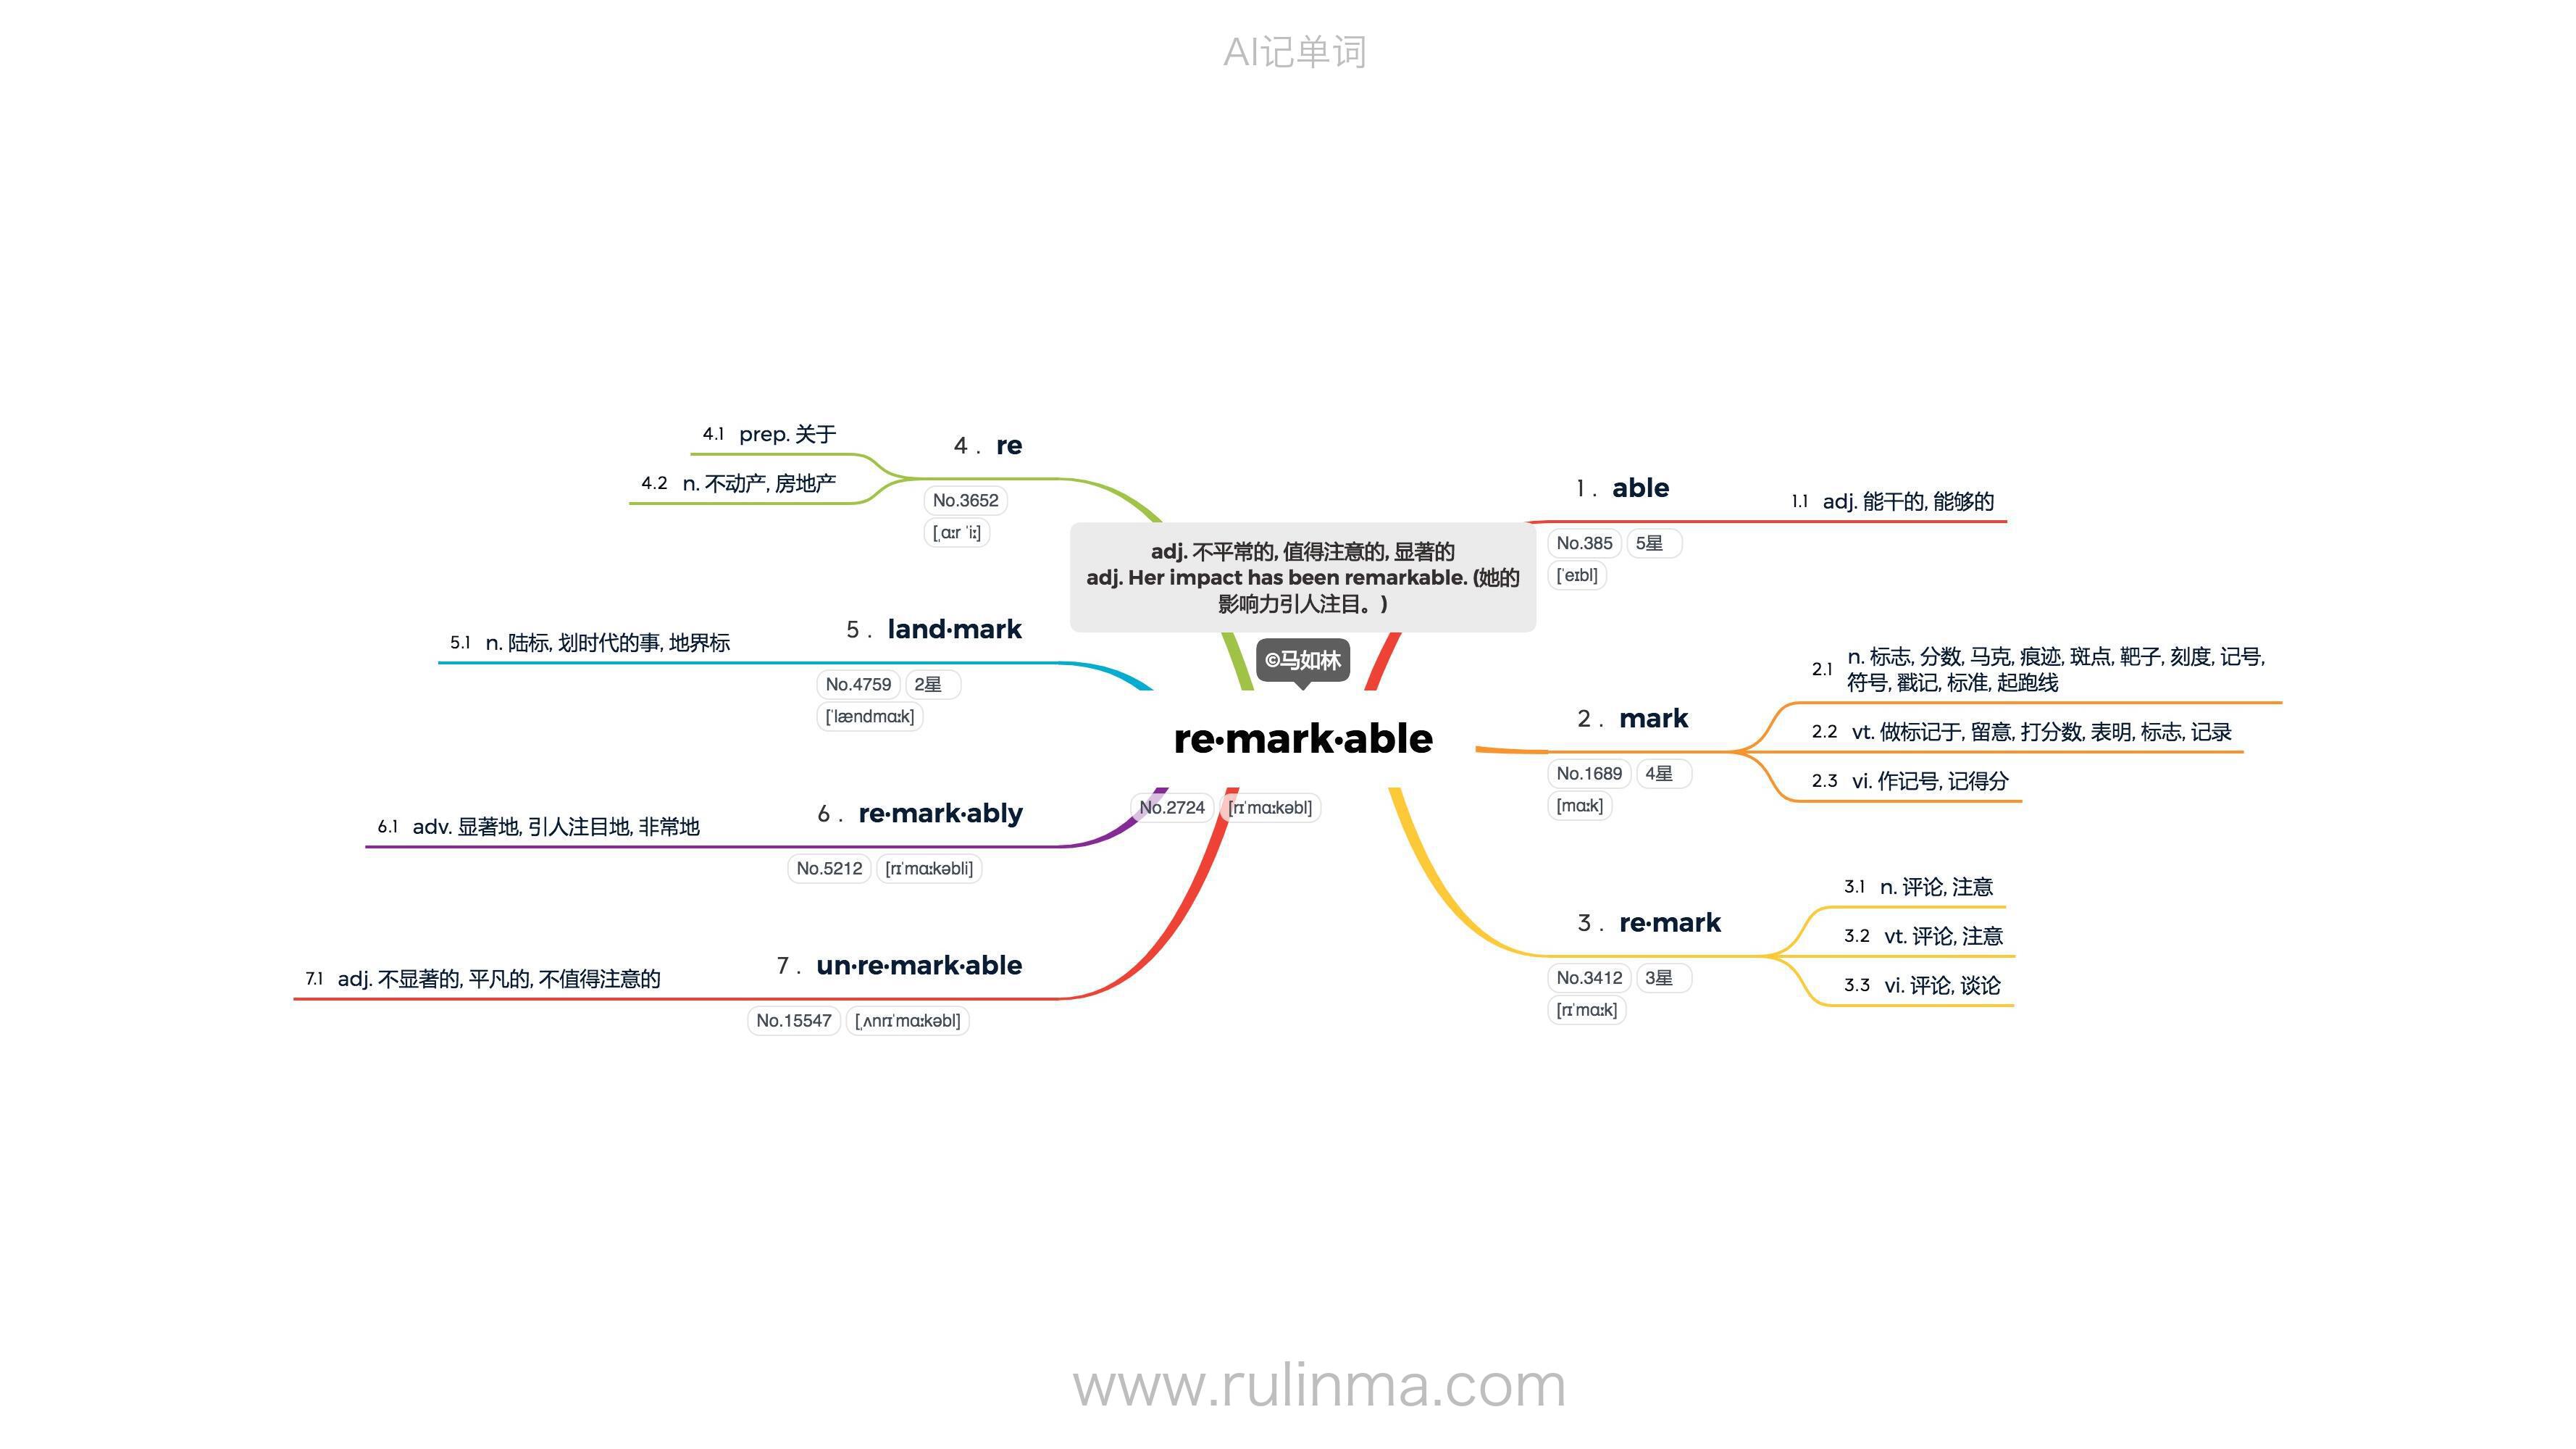 AI记单词
adj. 不平常的, 值得注意的, 显著的
adj. Her impact has been remarkable. (她的
影响力引人注目。)
©马如林
re·mark·able
No.2724 [rɪˈmɑːkəbl]
1 . able
No.385 5星
[ˈeɪbl]
1.1 adj. 能干的, 能够的
2 . mark
No.1689 4星
[mɑːk]
2.1 n. 标志, 分数, 马克, 痕迹, 斑点, 靶子, 刻度, 记号,
符号, 戳记, 标准, 起跑线
2.2 vt. 做标记于, 留意, 打分数, 表明, 标志, 记录
2.3 vi. 作记号, 记得分
3 . re·mark
No.3412 3星
[rɪˈmɑːk]
3.1 n. 评论, 注意
3.2 vt. 评论, 注意
3.3 vi. 评论, 谈论
4 . re
No.3652
[ˌɑːr ˈiː]
4.1 prep. 关于
4.2 n. 不动产, 房地产
5 . land·mark
No.4759 2星
[ˈlændmɑːk]
5.1 n. 陆标, 划时代的事, 地界标
6 . re·mark·ably
No.5212 [rɪˈmɑːkəbli]
6.1 adv. 显著地, 引人注目地, 非常地
7 . un·re·mark·able
No.15547 [ˌʌnrɪˈmɑːkəbl]
7.1 adj. 不显著的, 平凡的, 不值得注意的
www.rulinma.com